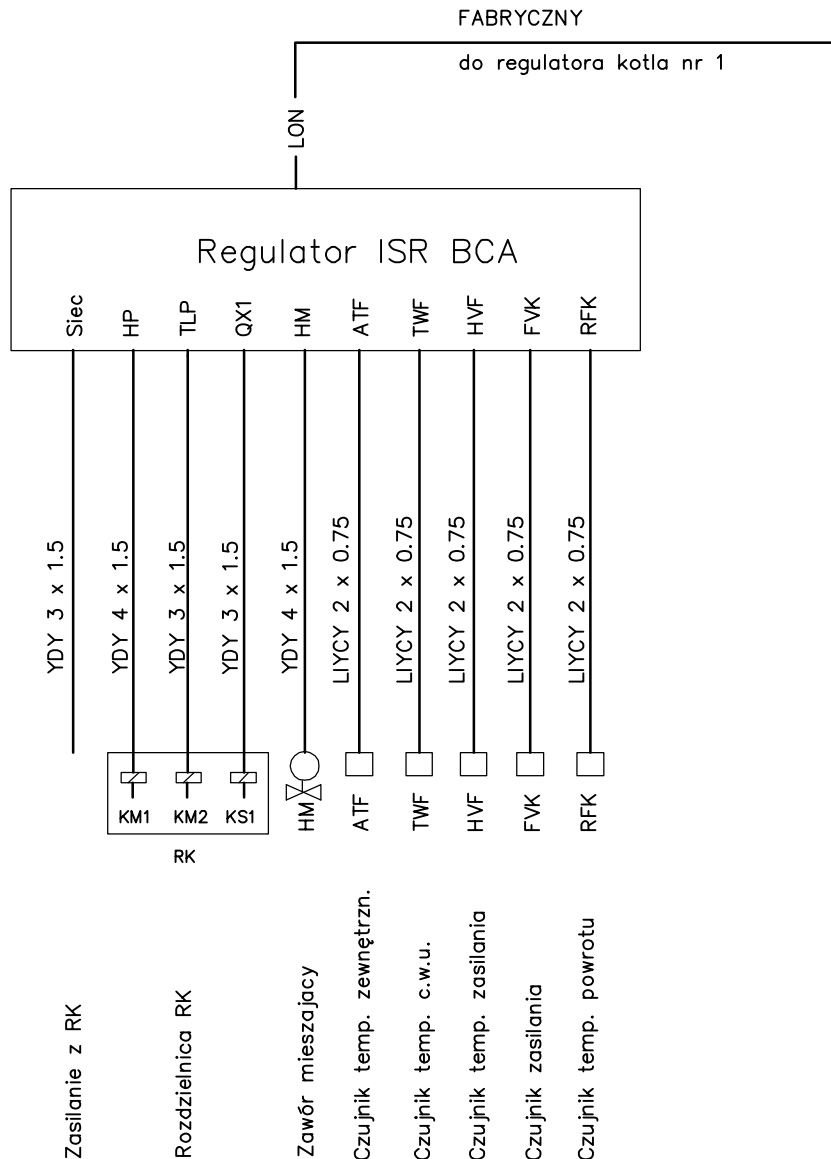 FABRYCZNY
do regulatora kotla nr 1
LON
Regulator ISR BCA
Siec
HP
TLP
QX1
HM
ATF
TWF
HVF
FVK
RFK
YDY 3 x 1.5
YDY 4 x 1.5
YDY 3 x 1.5
YDY 3 x 1.5
YDY 4 x 1.5
LIYCY 2 x 0.75
LIYCY 2 x 0.75
LIYCY 2 x 0.75
LIYCY 2 x 0.75
LIYCY 2 x 0.75
KM1
KM2
KS1
RK
HM
ATF
TWF
HVF
FVK
RFK
Zasilanie z RK
Rozdzielnica RK
Zawór mieszajacy
Czujnik temp. zewnętrzn.
Czujnik temp. c.w.u.
Czujnik temp. zasilania
Czujnik zasilania
Czujnik temp. powrotu